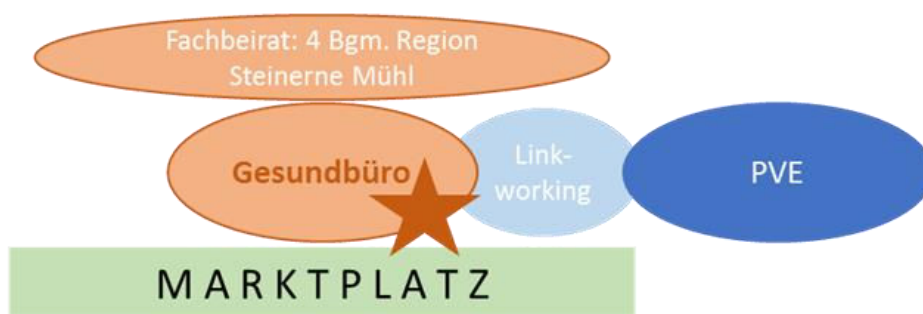 Fachbeirat: 4 Bgm. Region
Steinerne Mühl
Gesundbüro
Link-
working
PVE
MARKTPLATZ